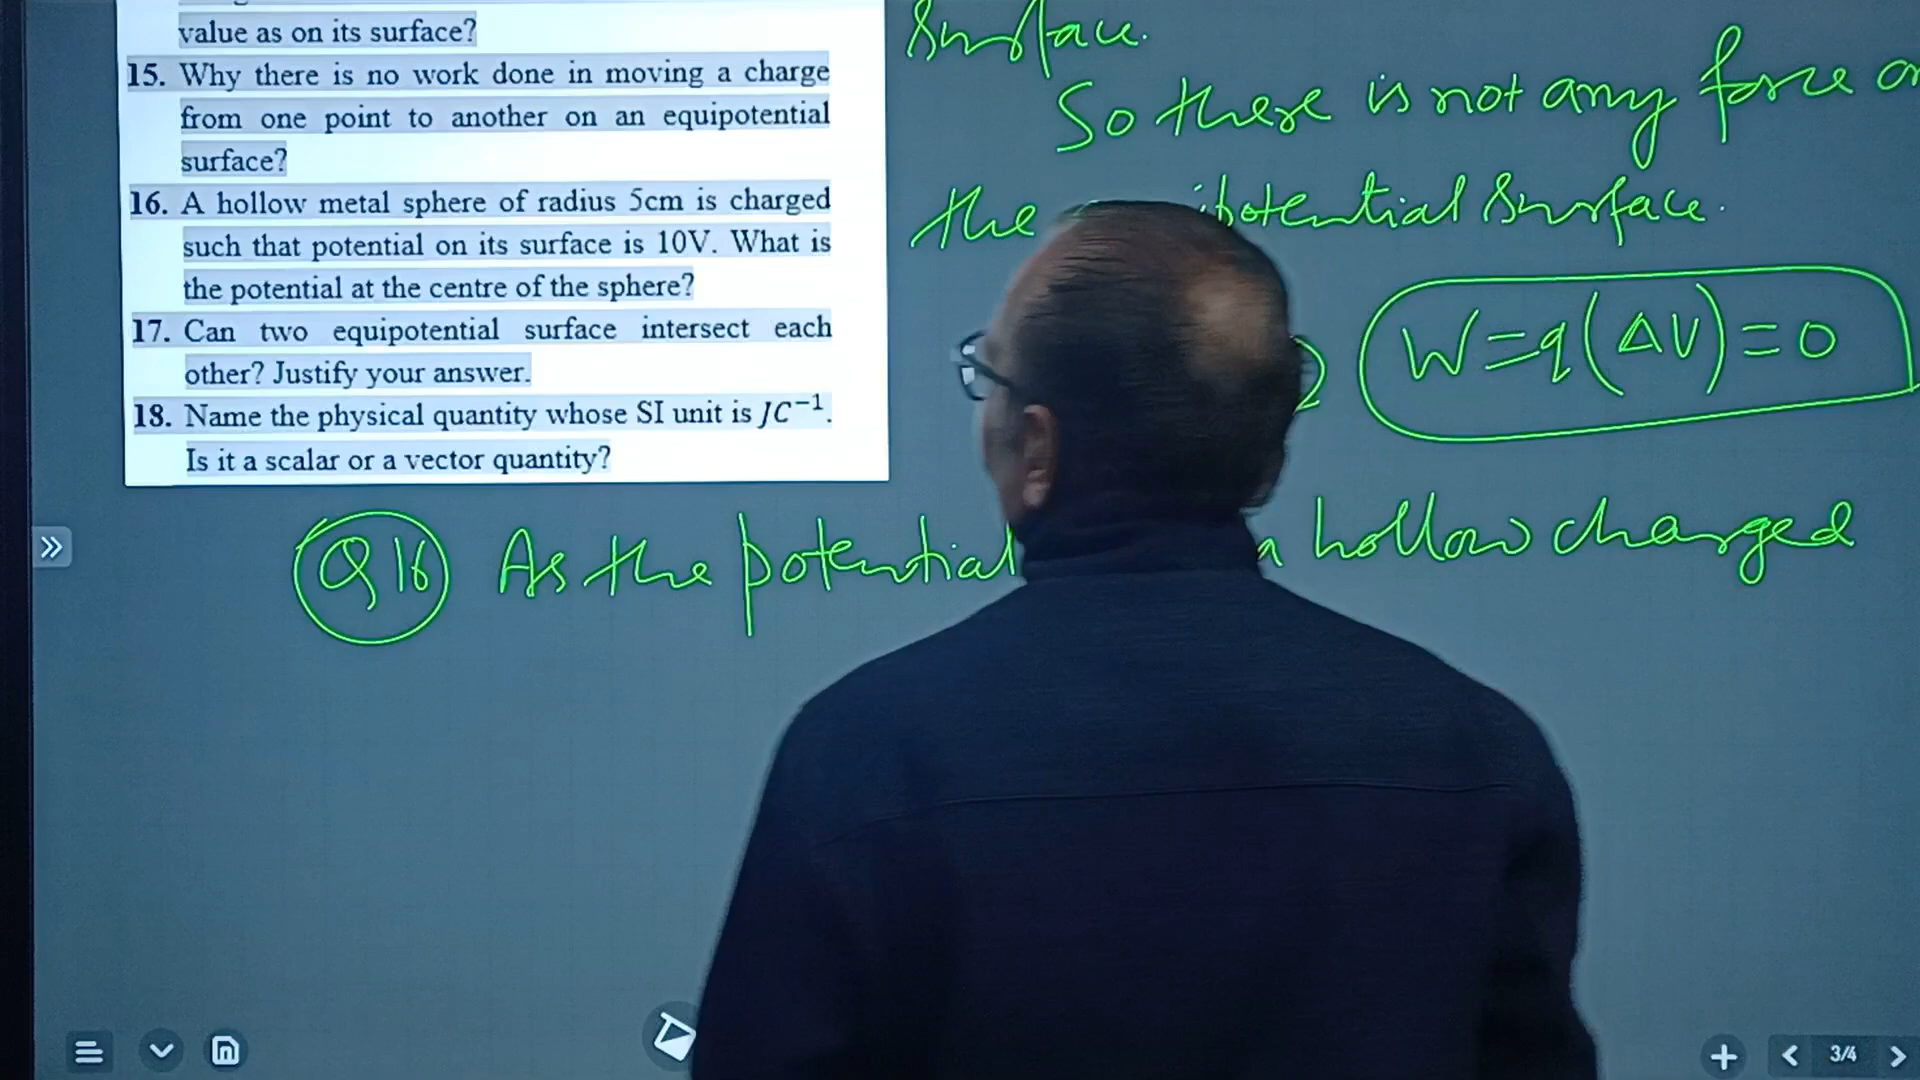 value as on its surface?
15. Why there is no work done in moving a charge
from one point to another on an equipotential
surface?
16. A hollow metal sphere of radius 5cm is charged
such that potential on its surface is 10V. What is
the potential at the centre of the sphere?
17. Can two equipotential surface intersect each
other? Justify your answer.
18. Name the physical quantity whose SI unit is JC⁻¹.
Is it a scalar or a vector quantity?
Surface.
So there is not any force
the Surface.
W=q(ΔV)=0
Q16 As the potential hollow charged
3/4